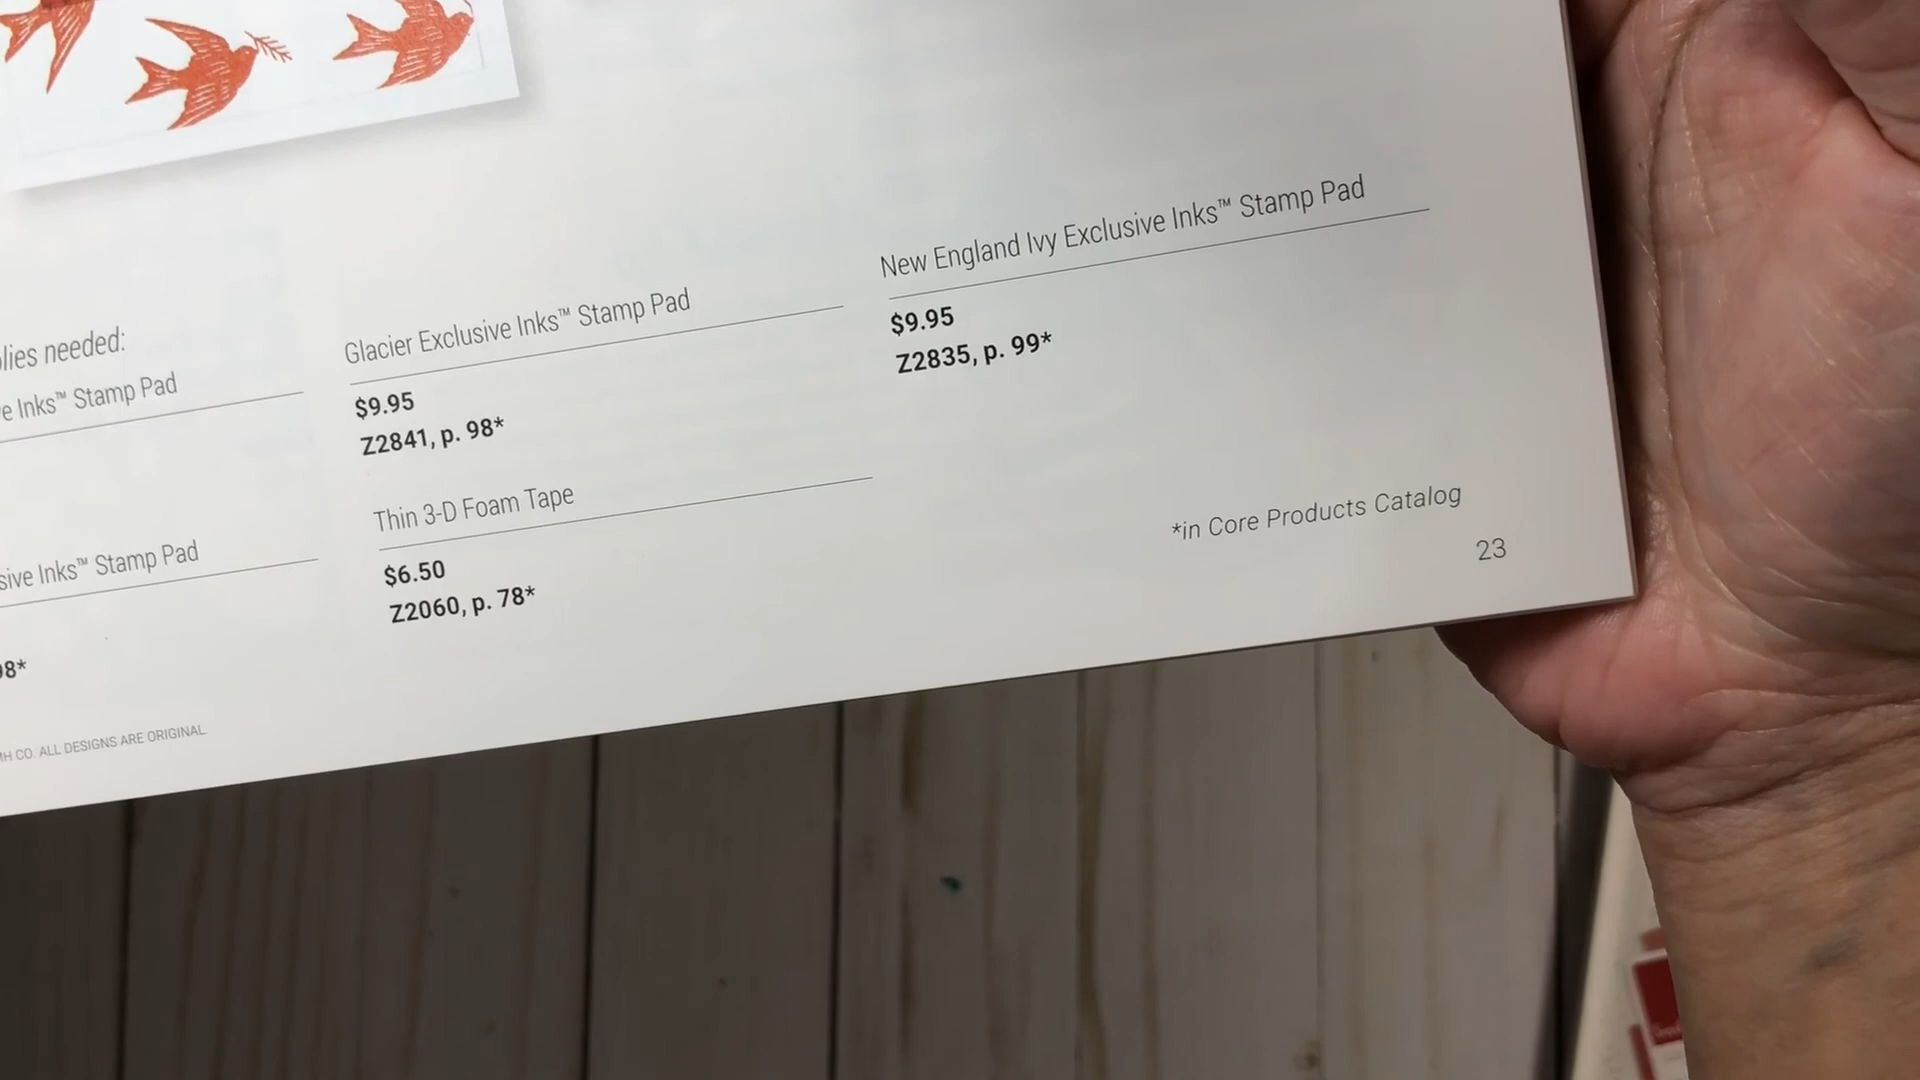 lies needed:
e Inks™ Stamp Pad
sive Inks™ Stamp Pad
98*
MH CO. ALL DESIGNS ARE ORIGINAL
Glacier Exclusive Inks™ Stamp Pad
$9.95
Z2841, p. 98*
Thin 3-D Foam Tape
$6.50
Z2060, p. 78*
New England Ivy Exclusive Inks™ Stamp Pad
$9.95
Z2835, p. 99*
*in Core Products Catalog
23